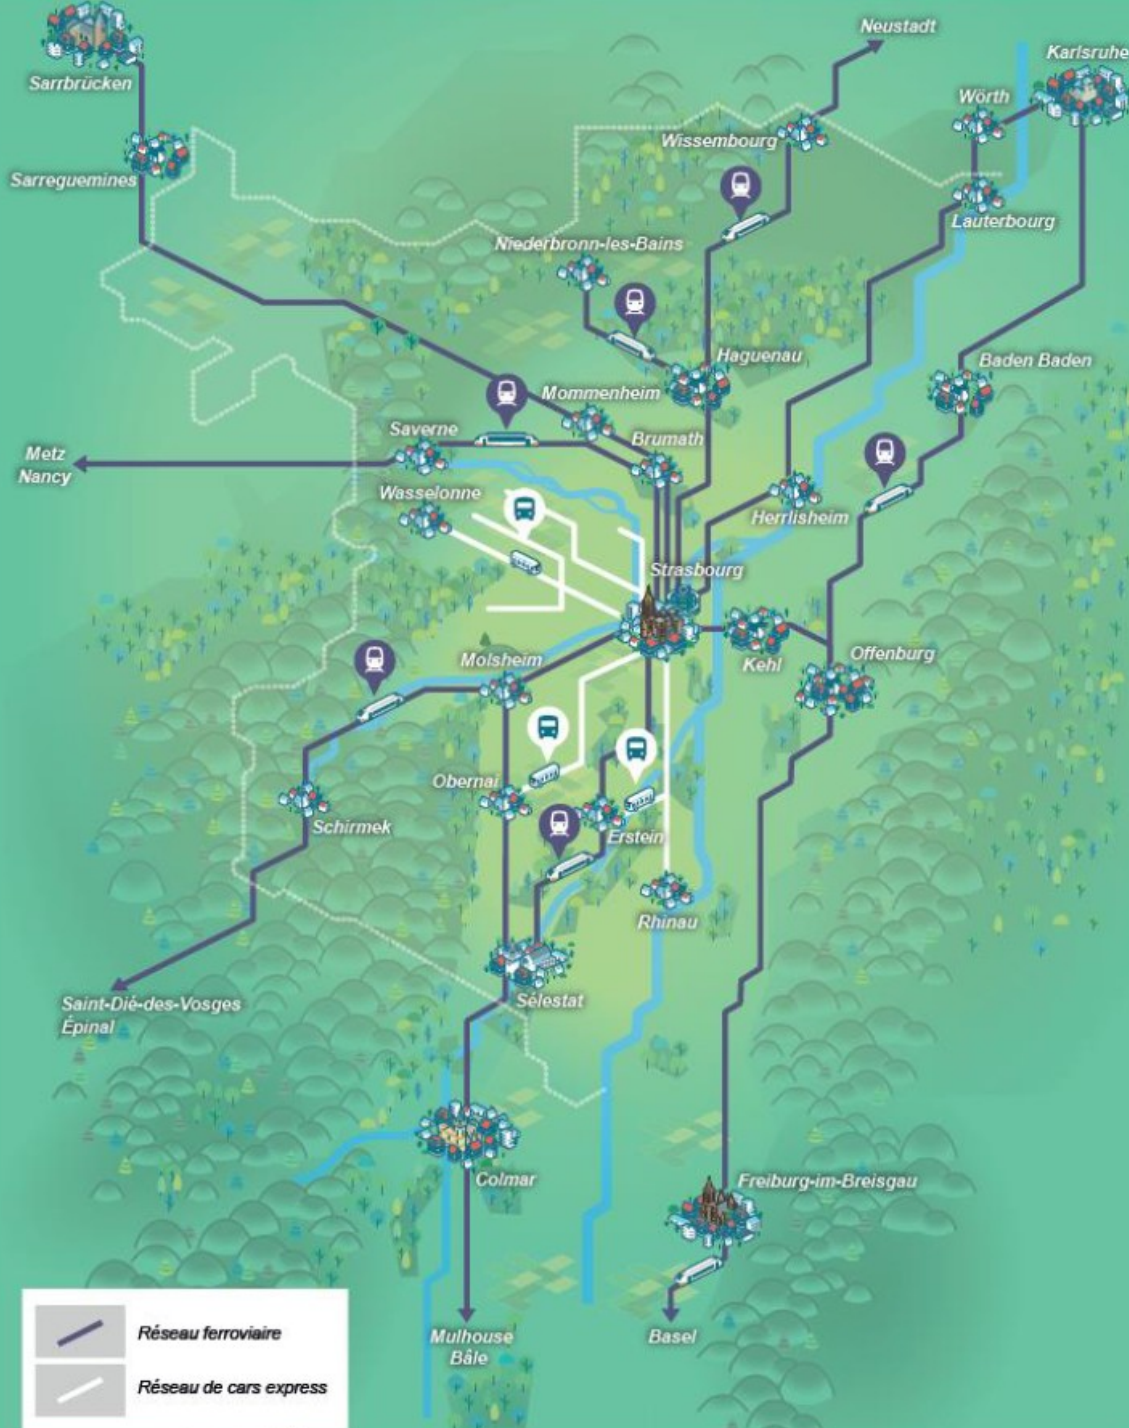 Neustadt
Karlsruhe
Sarrbrücken
Wörth
Wissembourg
Sarreguemines
Lauterbourg
Niederbronn-les-Bains
Haguenau
Baden Baden
Mommenheim
Saverne
Brumath
Metz
Nancy
Wasselonne
Herrlisheim
Strasbourg
Molsheim
Kehl
Offenburg
Obernai
Schirmek
Erstein
Rhinau
Saint-Dié-des-Vosges
Épinal
Sélestat
Colmar
Freiburg-im-Breisgau
Mulhouse
Bâle
Basel
Réseau ferroviaire
Réseau de cars express